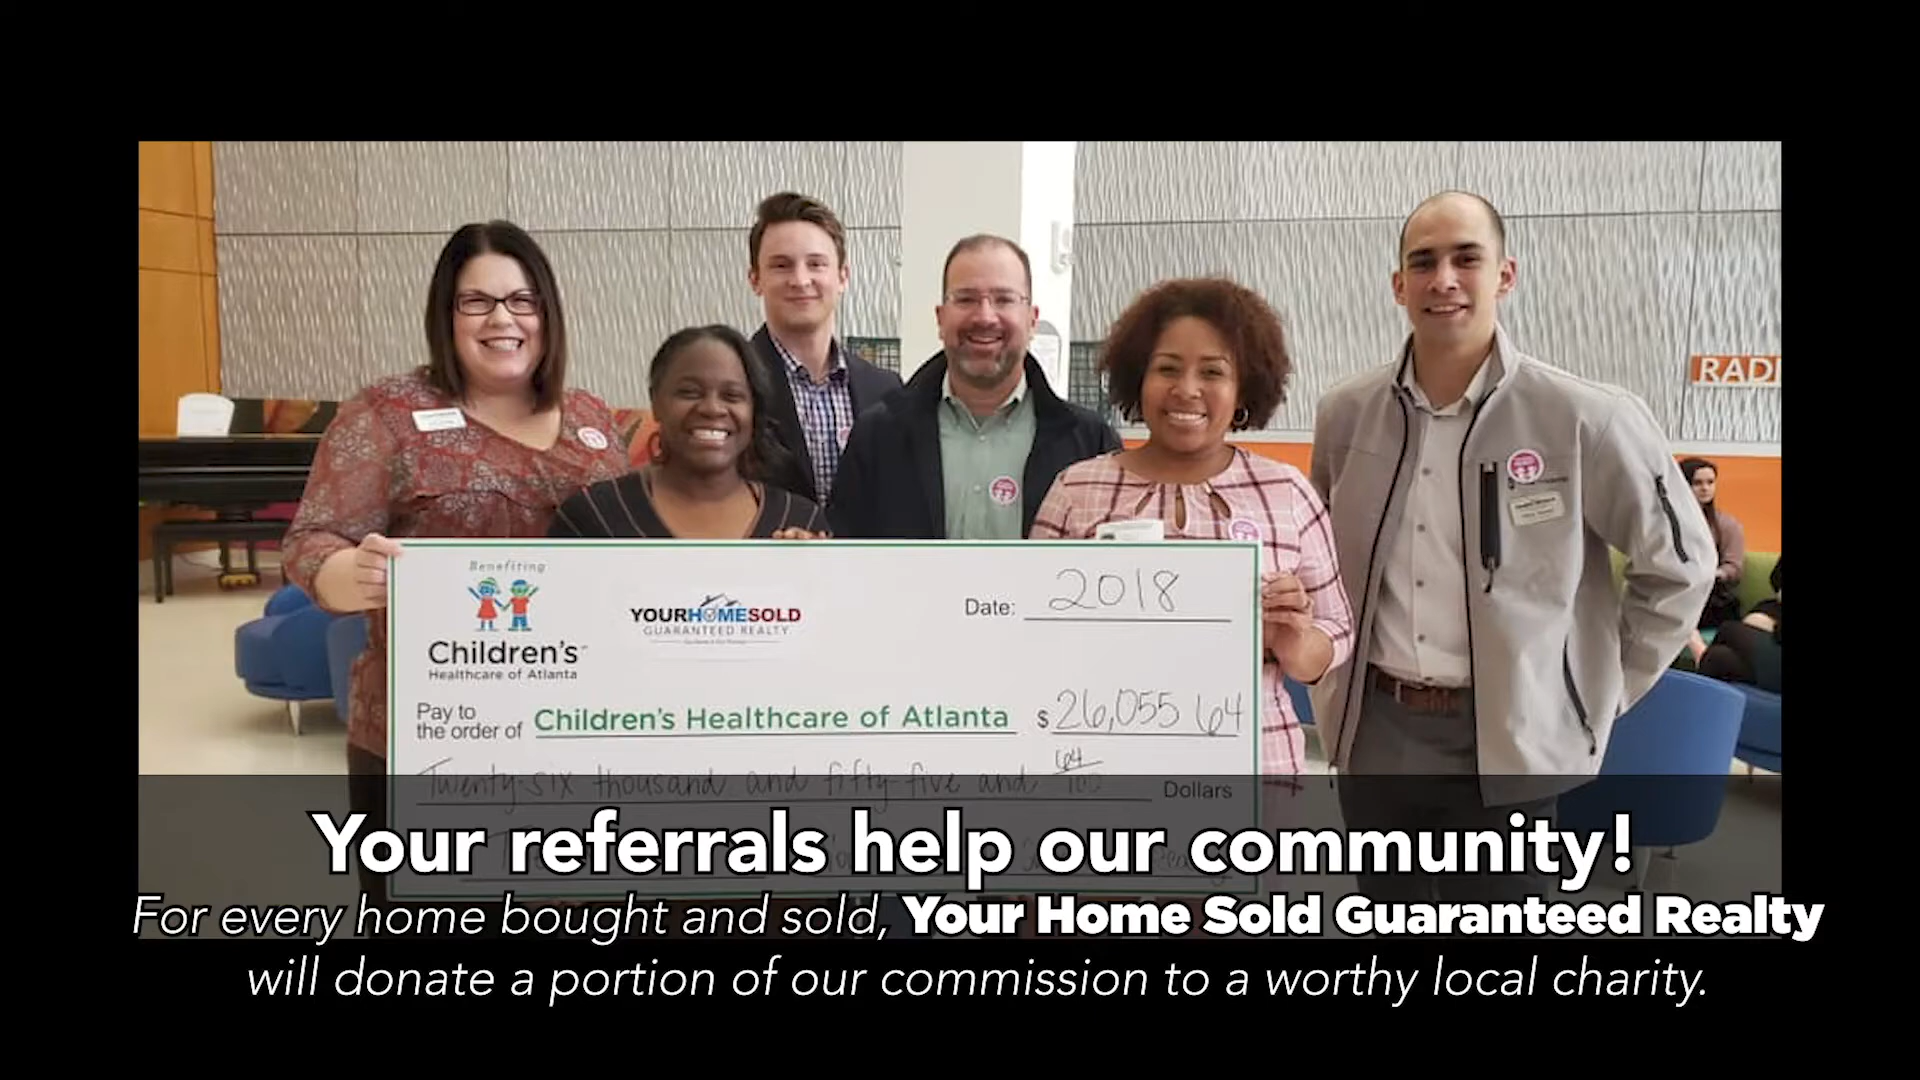 RADI
Benefiting
Children's
Healthcare of Atlanta
YOURHOMESOLD
GUARANTEED REALTY
Date: 2018
Pay to
the order of Children's Healthcare of Atlanta $ 26,055 64
Twenty-six thousand and fifty-five and 64/100 Dollars
Your referrals help our community!
For every home bought and sold, Your Home Sold Guaranteed Realty
will donate a portion of our commission to a worthy local charity.